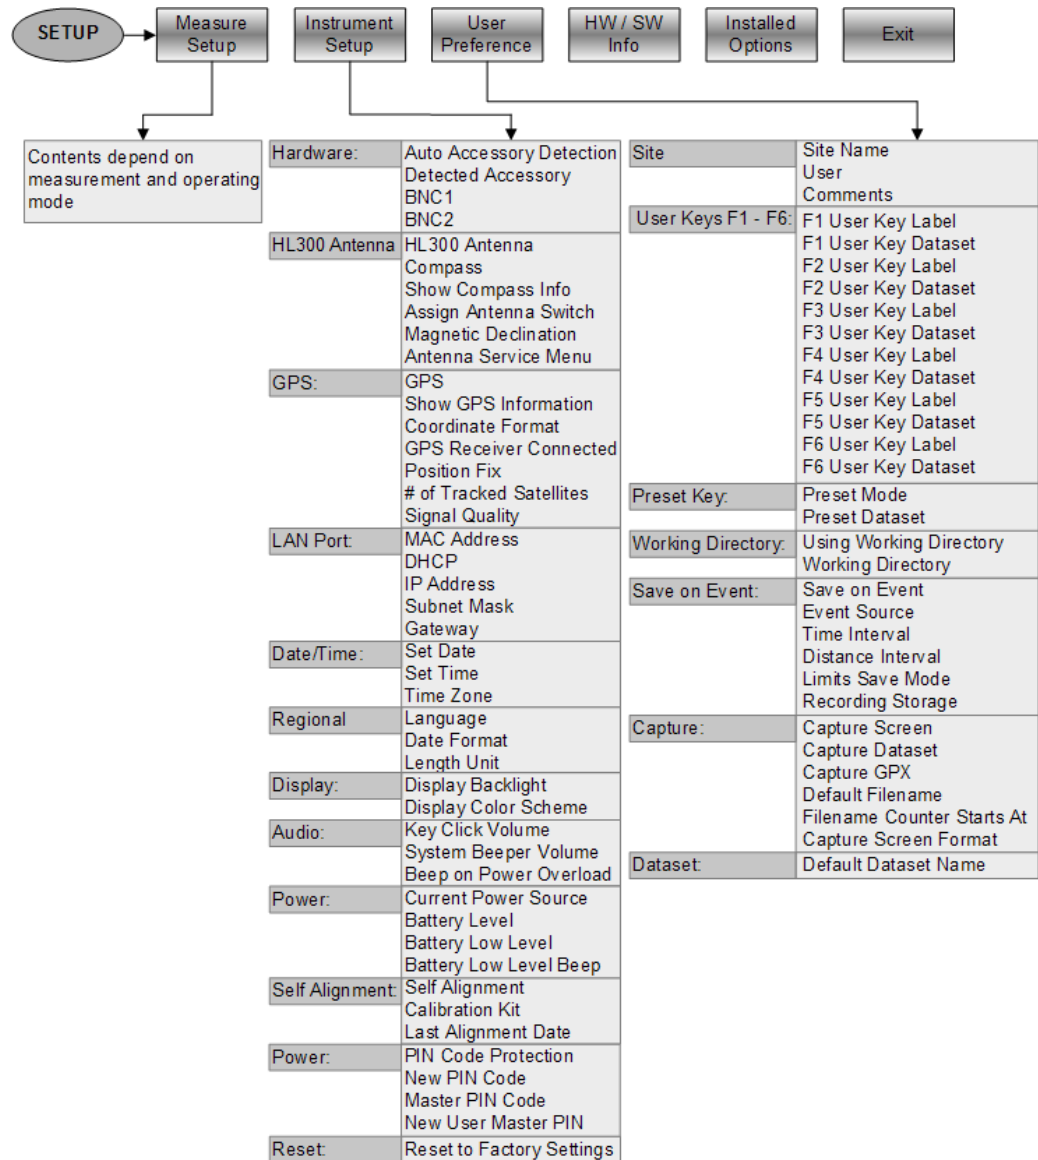 SETUP
Measure
Setup
Instrument
Setup
User
Preference
HW / SW
Info
Installed
Options
Exit
Contents depend on
measurement and operating
mode
Hardware:
Auto Accessory Detection
Detected Accessory
BNC1
BNC2
HL300 Antenna
HL300 Antenna
Compass
Show Compass Info
Assign Antenna Switch
Magnetic Declination
Antenna Service Menu
GPS:
GPS
Show GPS Information
Coordinate Format
GPS Receiver Connected
Position Fix
# of Tracked Satellites
Signal Quality
LAN Port:
MAC Address
DHCP
IP Address
Subnet Mask
Gateway
Date/Time:
Set Date
Set Time
Time Zone
Regional
Language
Date Format
Length Unit
Display:
Display Backlight
Display Color Scheme
Audio:
Key Click Volume
System Beeper Volume
Beep on Power Overload
Power:
Current Power Source
Battery Level
Battery Low Level
Battery Low Level Beep
Self Alignment:
Self Alignment
Calibration Kit
Last Alignment Date
Power:
PIN Code Protection
New PIN Code
Master PIN Code
New User Master PIN
Reset:
Reset to Factory Settings
Site
Site Name
User
Comments
User Keys F1 - F6:
F1 User Key Label
F1 User Key Dataset
F2 User Key Label
F2 User Key Dataset
F3 User Key Label
F3 User Key Dataset
F4 User Key Label
F4 User Key Dataset
F5 User Key Label
F5 User Key Dataset
F6 User Key Label
F6 User Key Dataset
Preset Key:
Preset Mode
Preset Dataset
Working Directory:
Using Working Directory
Working Directory
Save on Event:
Save on Event
Event Source
Time Interval
Distance Interval
Limits Save Mode
Recording Storage
Capture:
Capture Screen
Capture Dataset
Capture GPX
Default Filename
Filename Counter Starts At
Capture Screen Format
Dataset:
Default Dataset Name